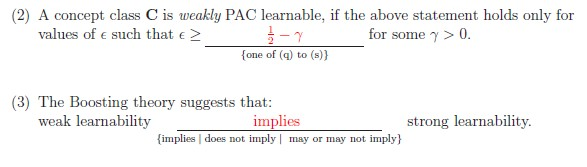 (2) A concept class C is weakly PAC learnable, if the above statement holds only for
values of ϵ such that ϵ ≥ 1/2 − γ for some γ > 0.
{one of (q) to (s)}
(3) The Boosting theory suggests that:
weak learnability implies strong learnability.
{implies | does not imply | may or may not imply}